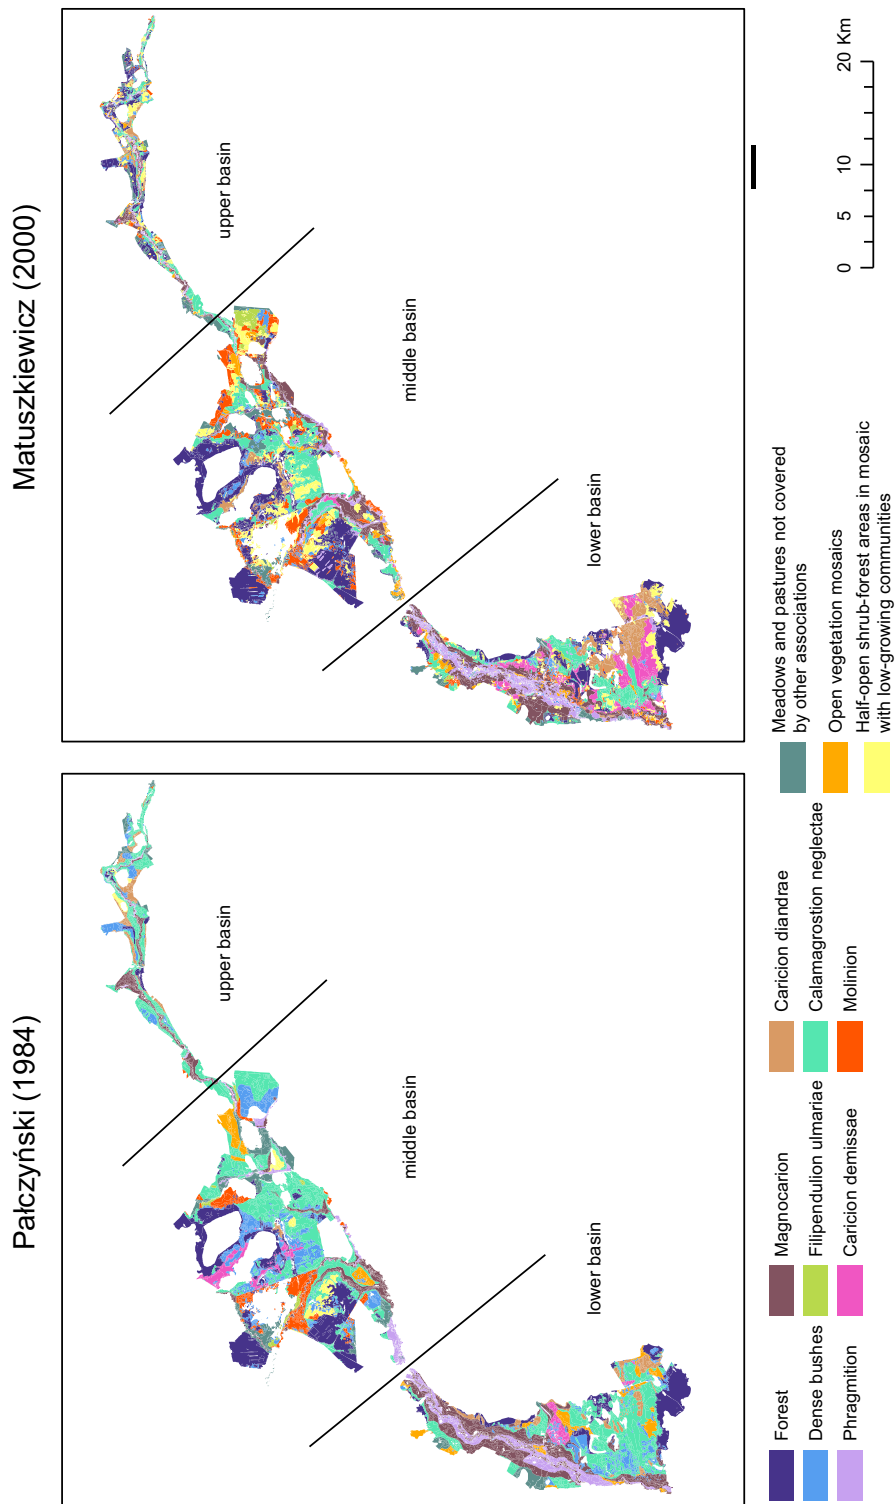 Pałczyński (1984)
Matuszkiewicz (2000)
upper basin
middle basin
lower basin
upper basin
middle basin
lower basin
Forest
Dense bushes
Phragmition
Magnocarion
Filipendulion ulmariae
Caricion demissae
Caricion diandrae
Calamagrostion neglectae
Molinion
Meadows and pastures not covered
by other associations
Open vegetation mosaics
Half-open shrub-forest areas in mosaic
with low-growing communities
0 5 10 20 Km